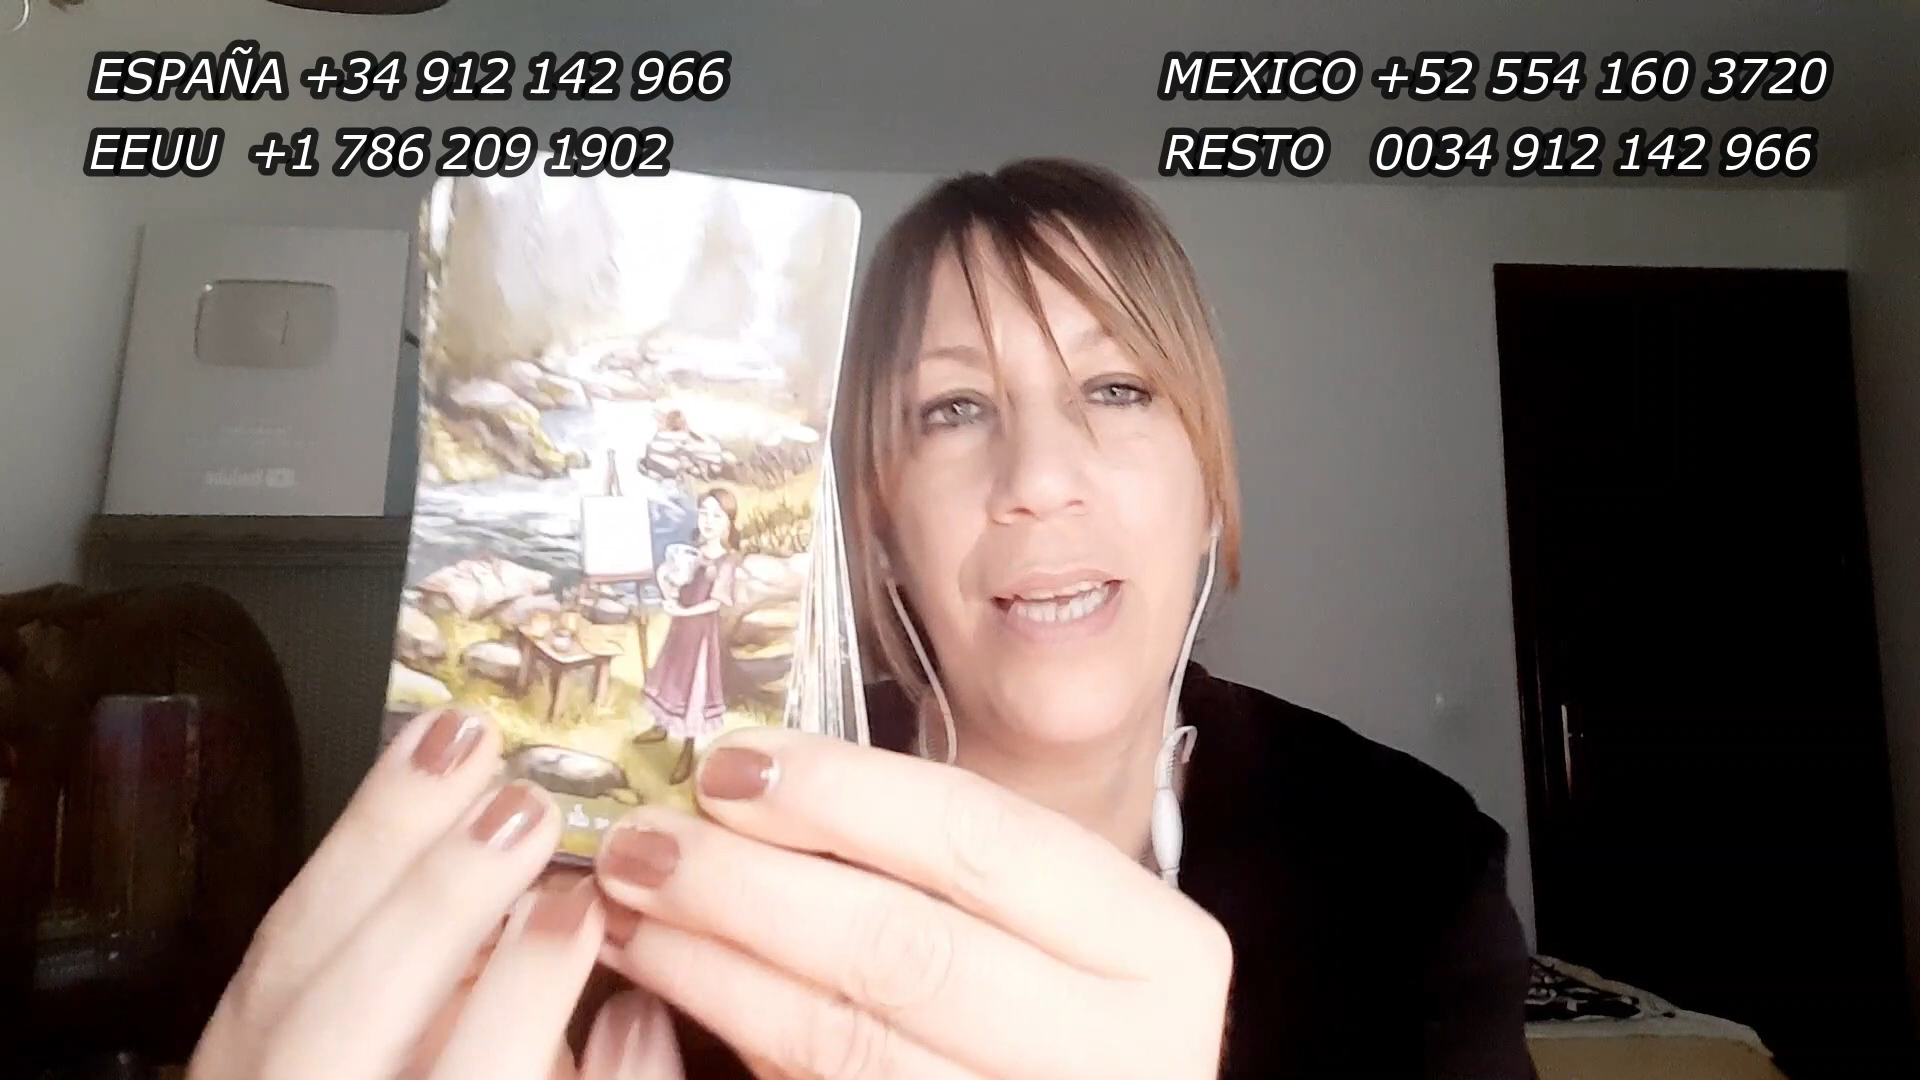 ESPAÑA +34 912 142 966
EEUU +1 786 209 1902
MEXICO +52 554 160 3720
RESTO 0034 912 142 966
YouTube